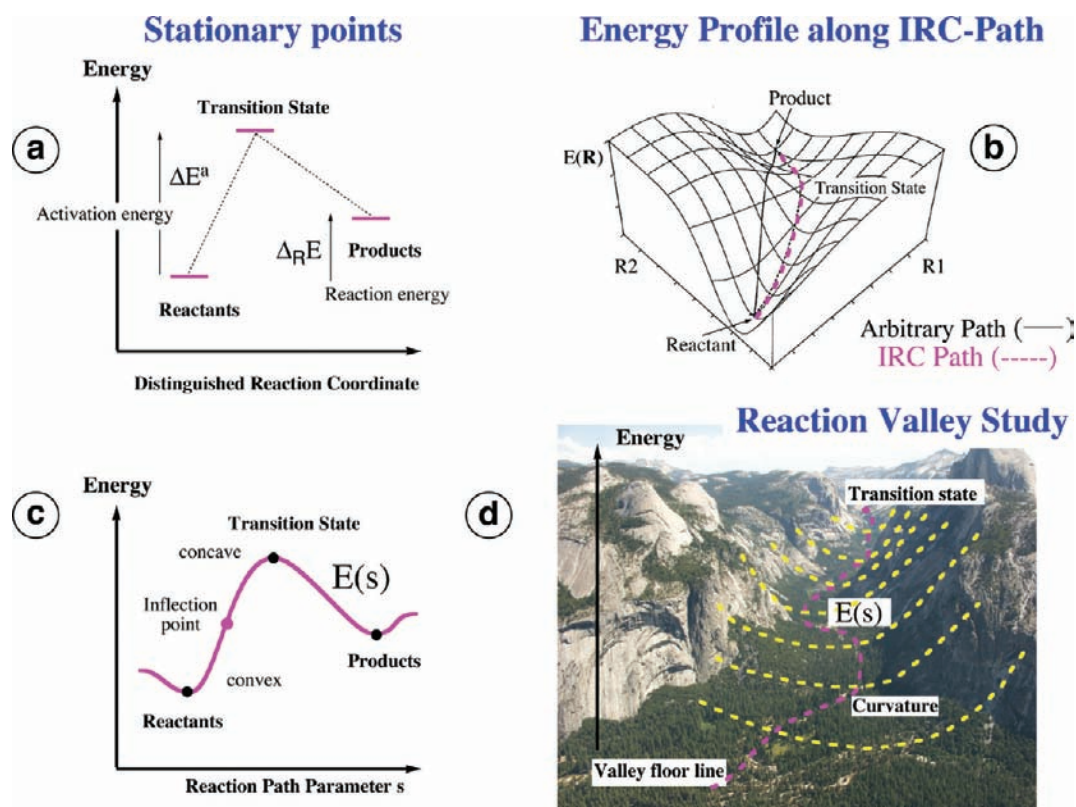 Stationary points
Energy
Transition State
a
ΔEᵃ
Activation energy
Δ_RE
Products
Reaction energy
Reactants
Distinguished Reaction Coordinate
Energy Profile along IRC-Path
Product
E(R)
b
Transition State
R2
R1
Reactant
Arbitrary Path (——)
IRC Path (-----)
c
Energy
Transition State
concave
E(s)
Inflection
point
Products
convex
Reactants
Reaction Path Parameter s
Reaction Valley Study
d
Energy
Transition state
E(s)
Curvature
Valley floor line